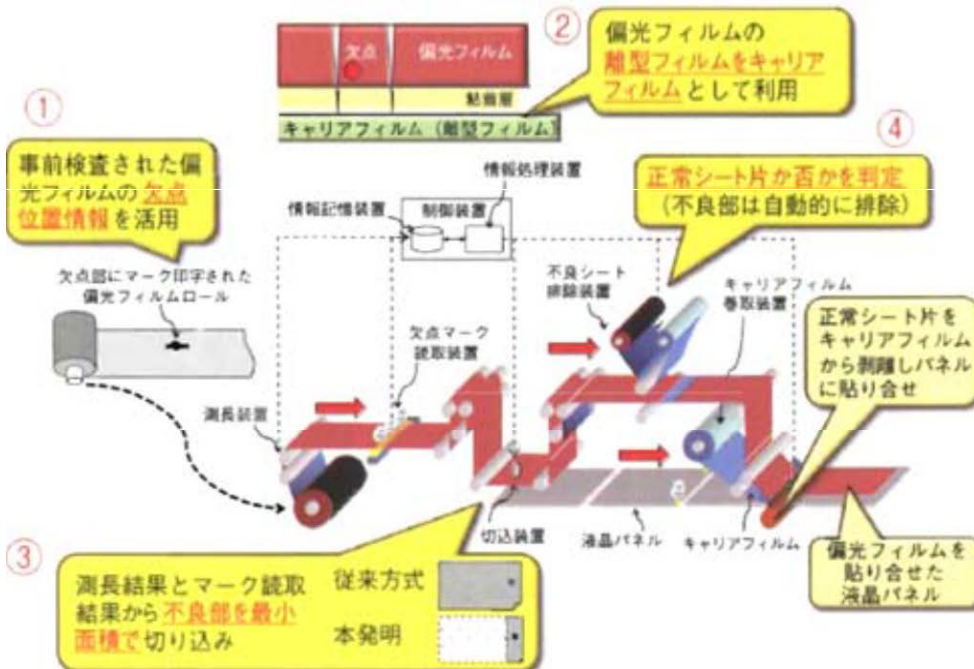 ①
事前検査された偏
光フィルムの欠点
位置情報を活用
欠点
偏光フィルム
粘着層
キャリアフィルム（離型フィルム）
②
偏光フィルムの
離型フィルムをキャリア
フィルムとして利用
④
正常シート片か否かを判定
（不良部は自動的に排除）
情報処理装置
情報記憶装置
制御装置
欠点部にマーク印字された
偏光フィルムロール
欠点マーク
読取装置
不良シート
排除装置
キャリアフィルム
巻取装置
正常シート片を
キャリアフィルム
から剥離しパネル
に貼り合せ
測長装置
切込装置
液晶パネル
キャリアフィルム
偏光フィルムを
貼り合せた
液晶パネル
③
測長結果とマーク読取
結果から不良部を最小
面積で切り込み
従来方式
本発明